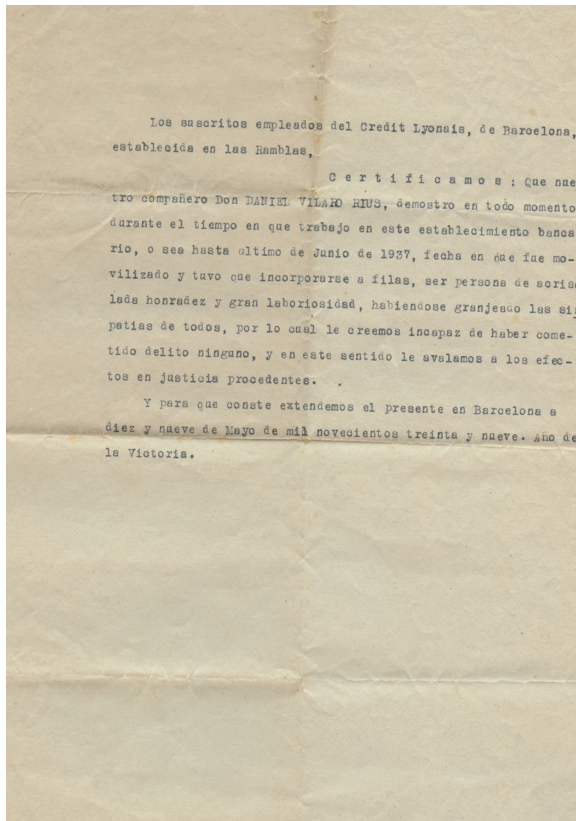 Los suscritos empleados del Credit Lyonais, de Barcelona,
establecida en las Ramblas,
C e r t i f i c a m o s : Que nue
tro compañero Don DANIEL VILARO RIUS, demostro en todo momento
durante el tiempo en que trabajo en este establecimiento banca
rio, o sea hasta ultimo de Junio de 1937, fecha en que fue mo-
vilizado y tuvo que incorporarse a filas, ser persona de acriso
lada honradez y gran laboriosidad, habiendose granjeado las sim
patias de todos, por lo cual le creemos incapaz de haber come-
tido delito ninguno, y en este sentido le avalamos a los efec-
tos en justicia procedentes.
Y para que conste extendemos el presente en Barcelona a
diez y nueve de Mayo de mil novecientos treinta y nueve. Año de
la Victoria.